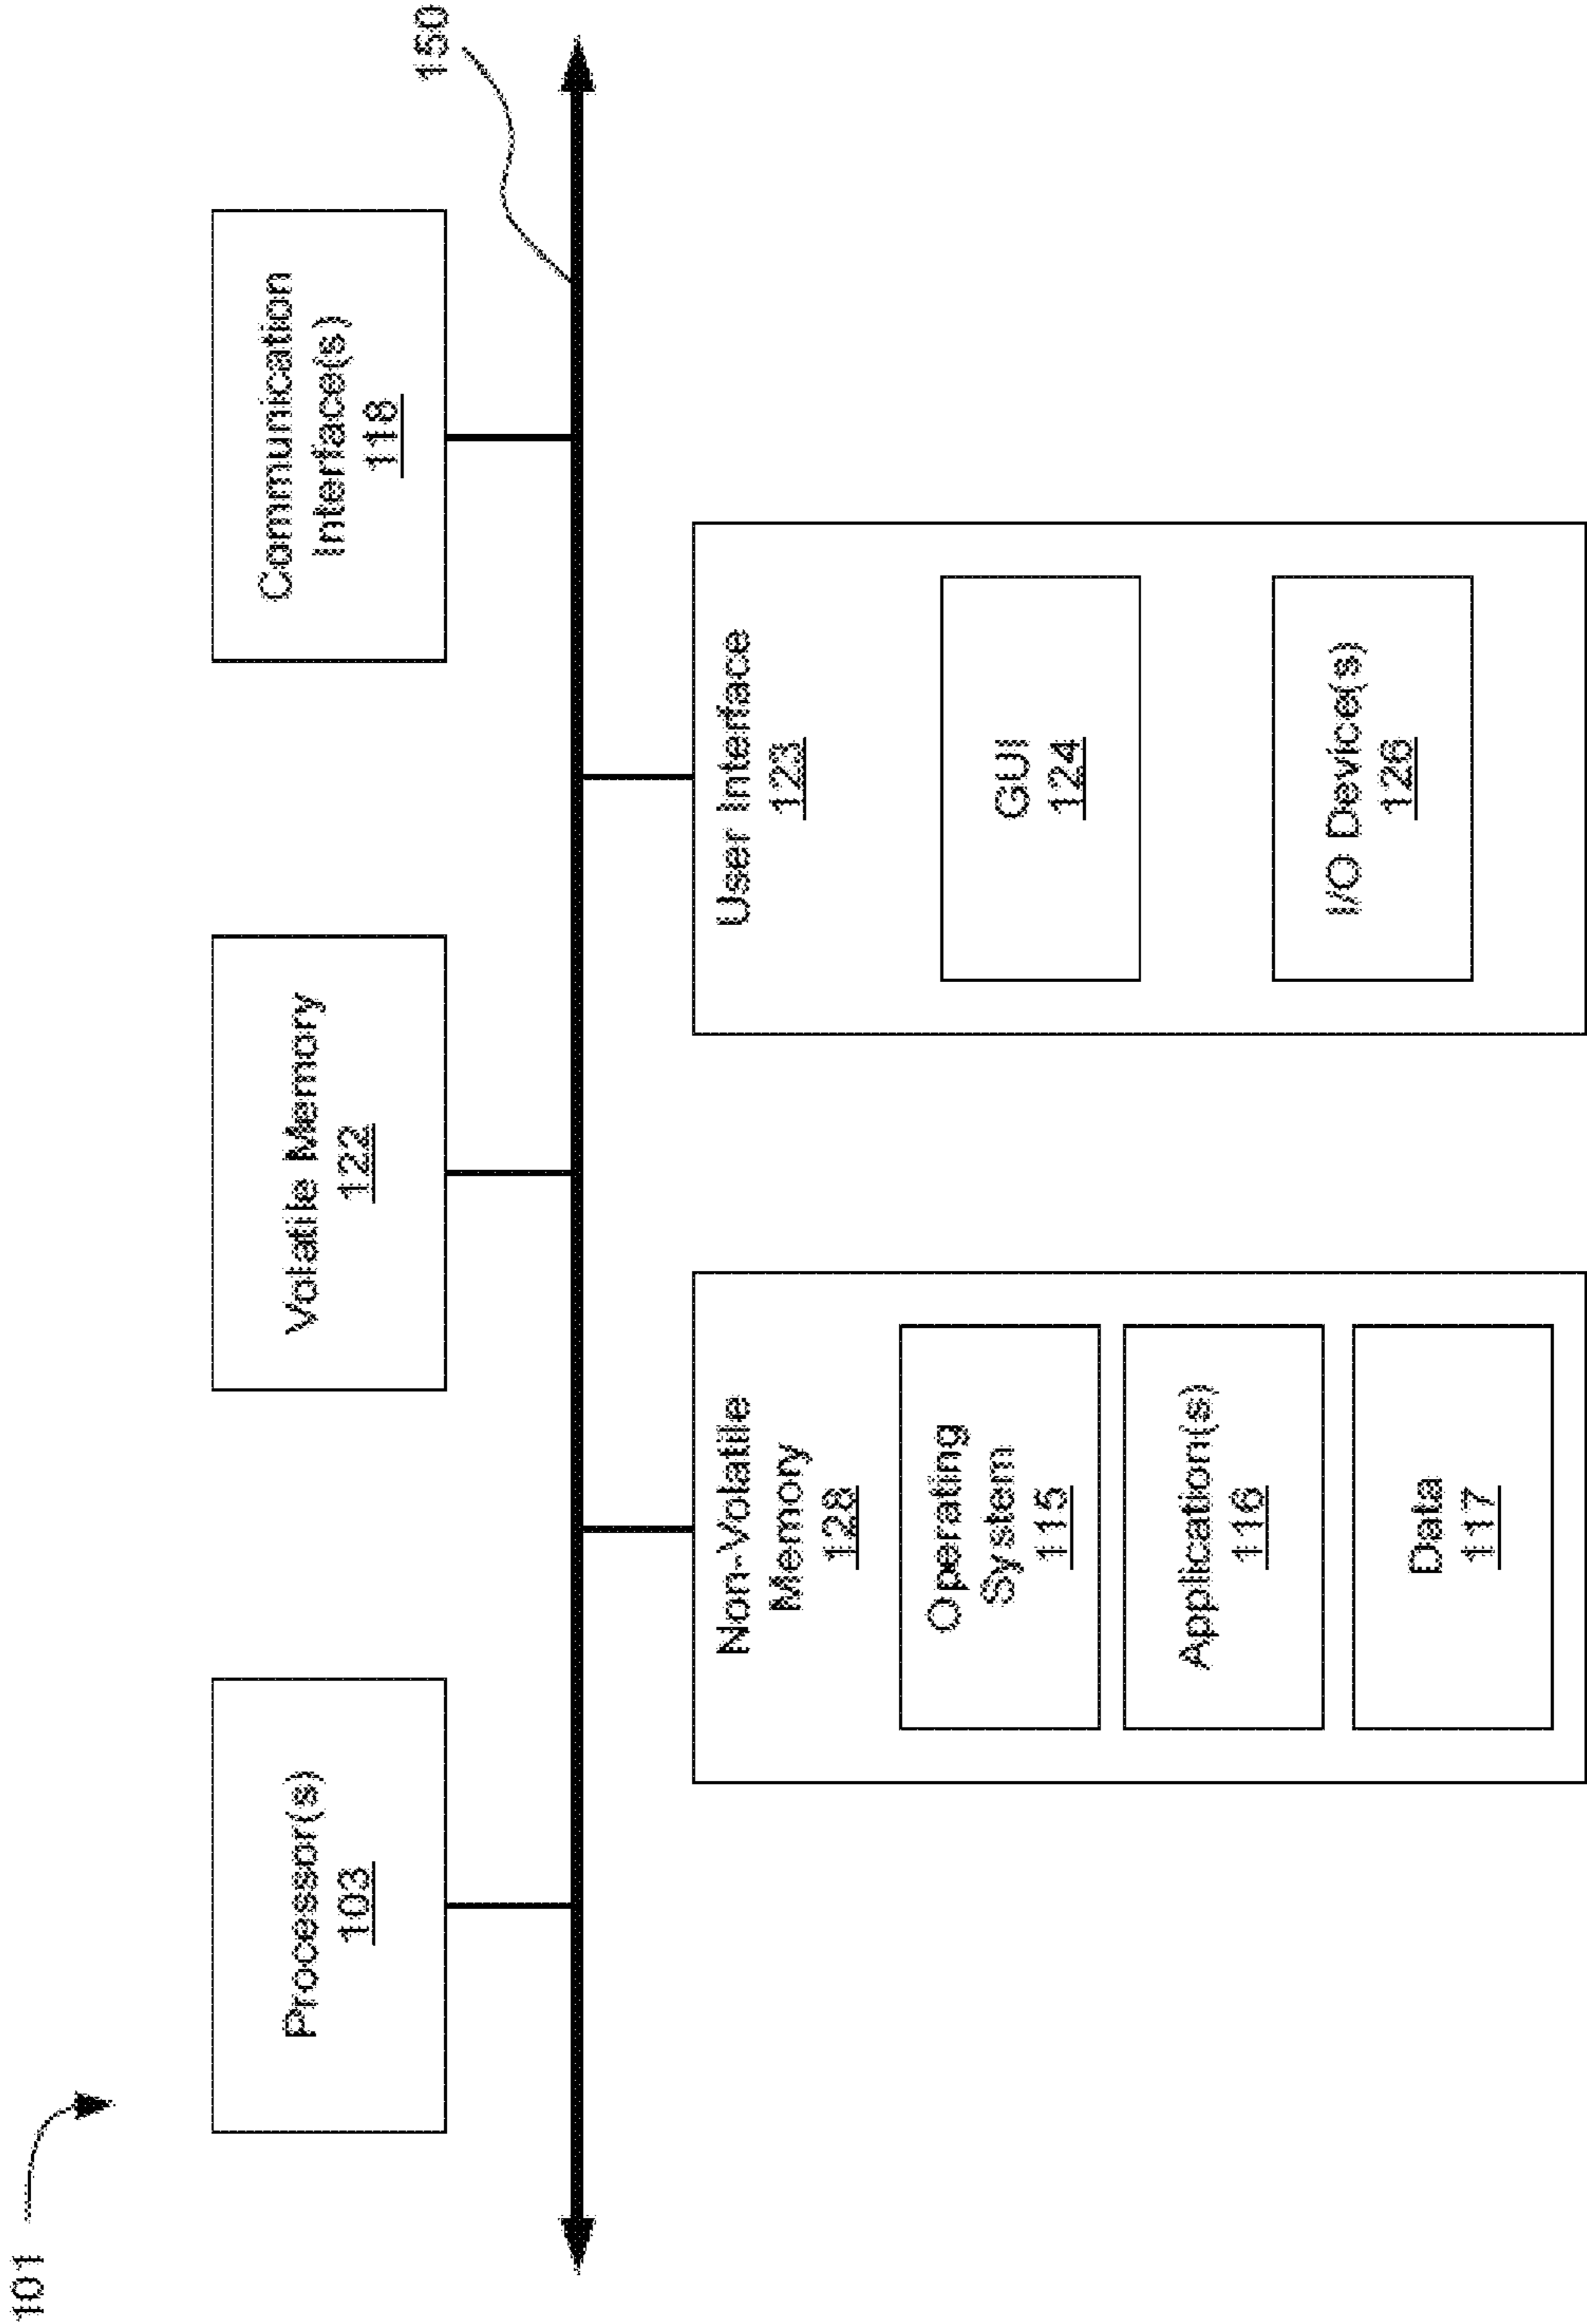 101
Processor(s)
103
Volatile Memory
122
Communication
Interface(s)
118
150
Non-Volatile
Memory
128
Operating
System
115
Application(s)
116
Data
117
User Interface
123
GUI
124
I/O Device(s)
126